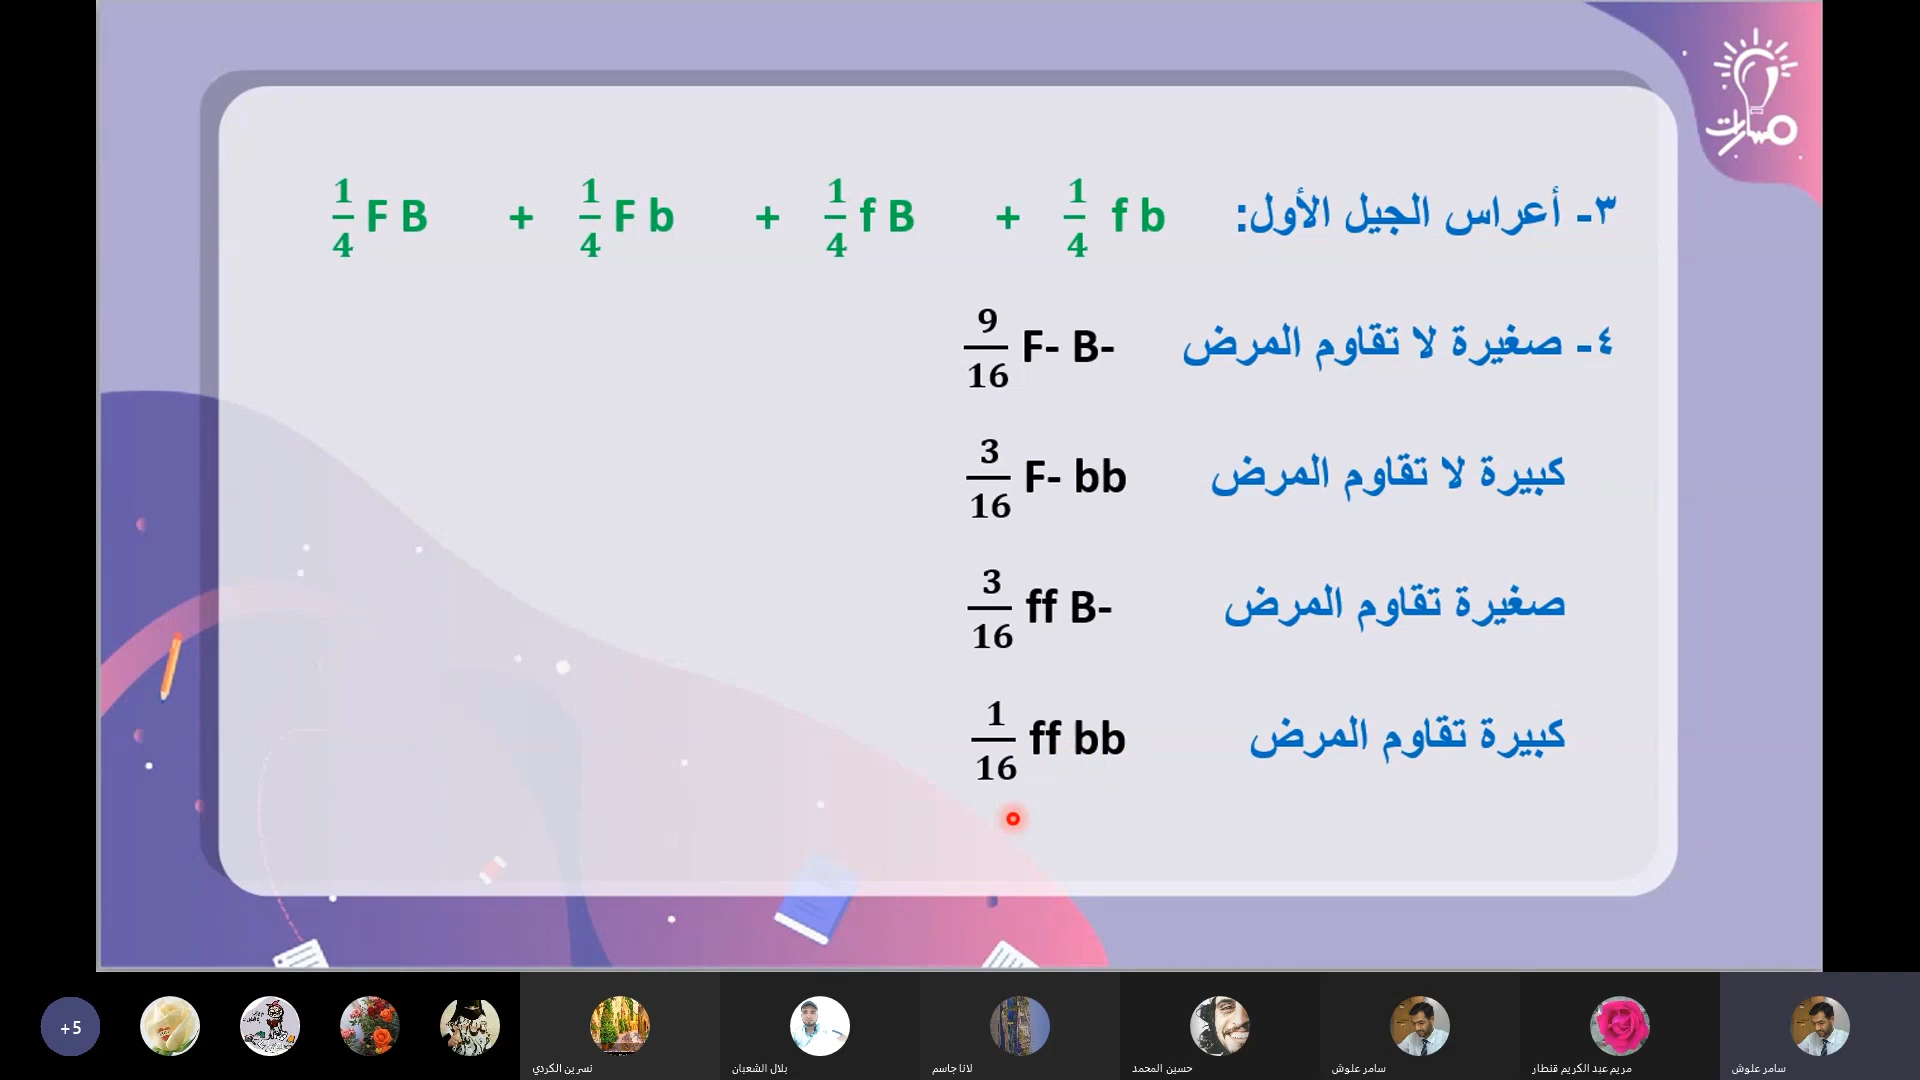 مسارات
٣- أعراس الجيل الأول: 1/4 F B + 1/4 F b + 1/4 f B + 1/4 f b
٤- صغيرة لا تقاوم المرض 9/16 F- B-
كبيرة لا تقاوم المرض 3/16 F- bb
صغيرة تقاوم المرض 3/16 ff B-
كبيرة تقاوم المرض 1/16 ff bb
+5
نسرين الكردي
بلال الشعبان
لانا جاسم
حسين المحمد
سامر علوش
مريم عبد الكريم قنطار
سامر علوش